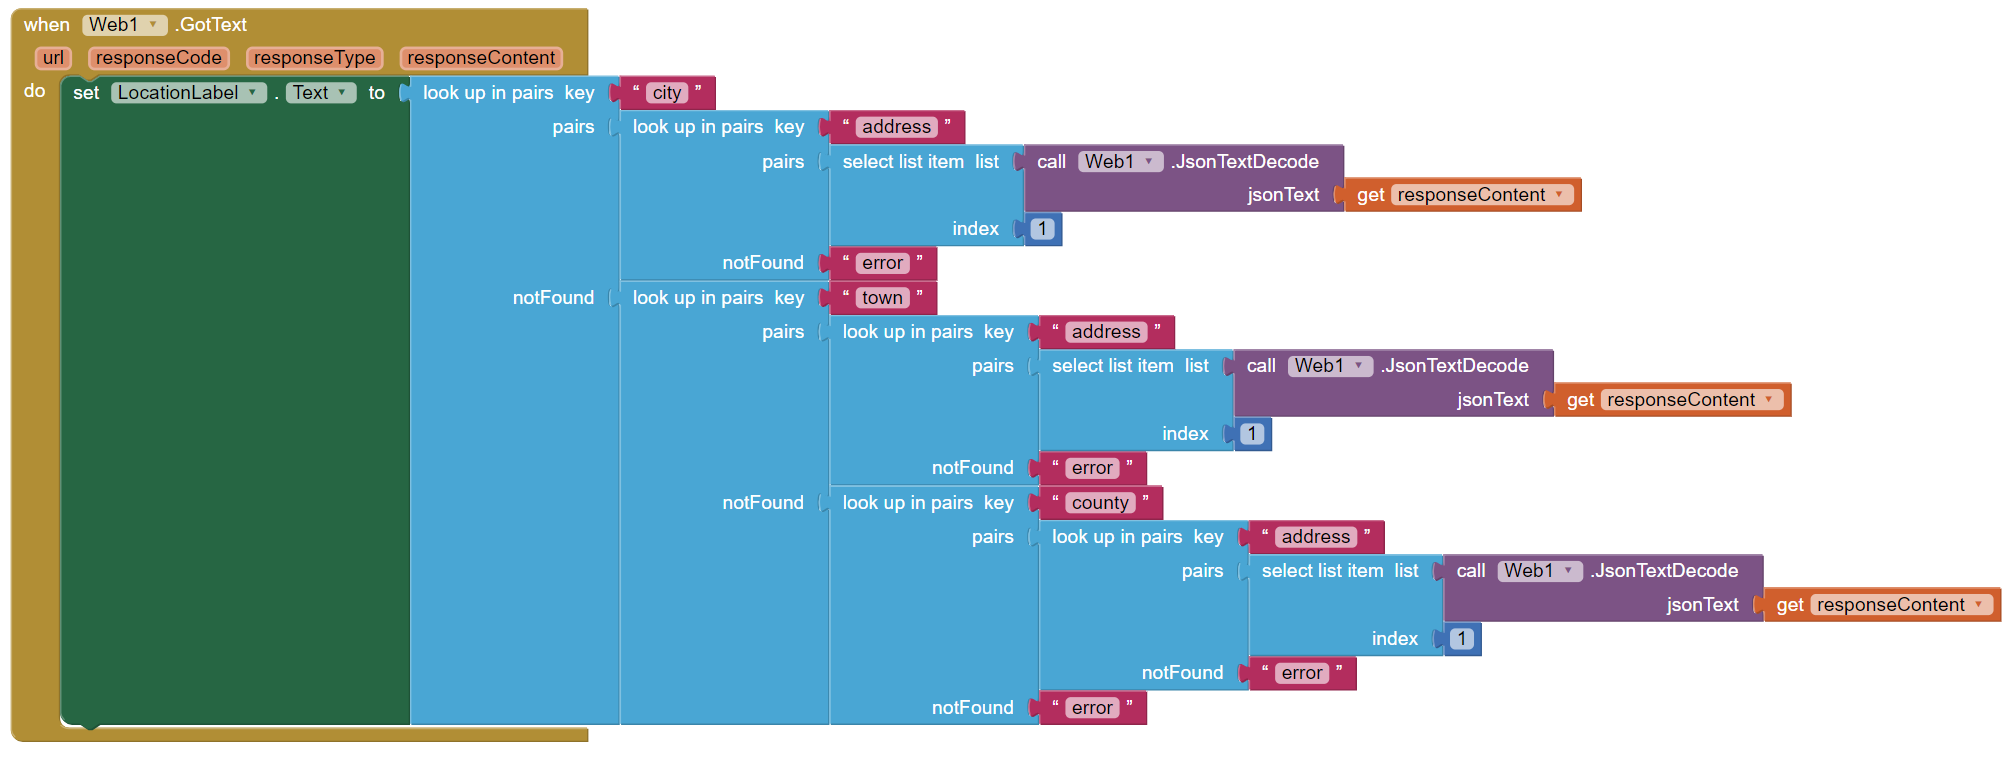 when Web1 .GotText
url responseCode responseType responseContent
do set LocationLabel . Text to look up in pairs key “ city ”
pairs look up in pairs key “ address ”
pairs select list item list call Web1 .JsonTextDecode
jsonText get responseContent
index 1
notFound “ error ”
notFound look up in pairs key “ town ”
pairs look up in pairs key “ address ”
pairs select list item list call Web1 .JsonTextDecode
jsonText get responseContent
index 1
notFound “ error ”
notFound look up in pairs key “ county ”
pairs look up in pairs key “ address ”
pairs select list item list call Web1 .JsonTextDecode
jsonText get responseContent
index 1
notFound “ error ”
notFound “ error ”